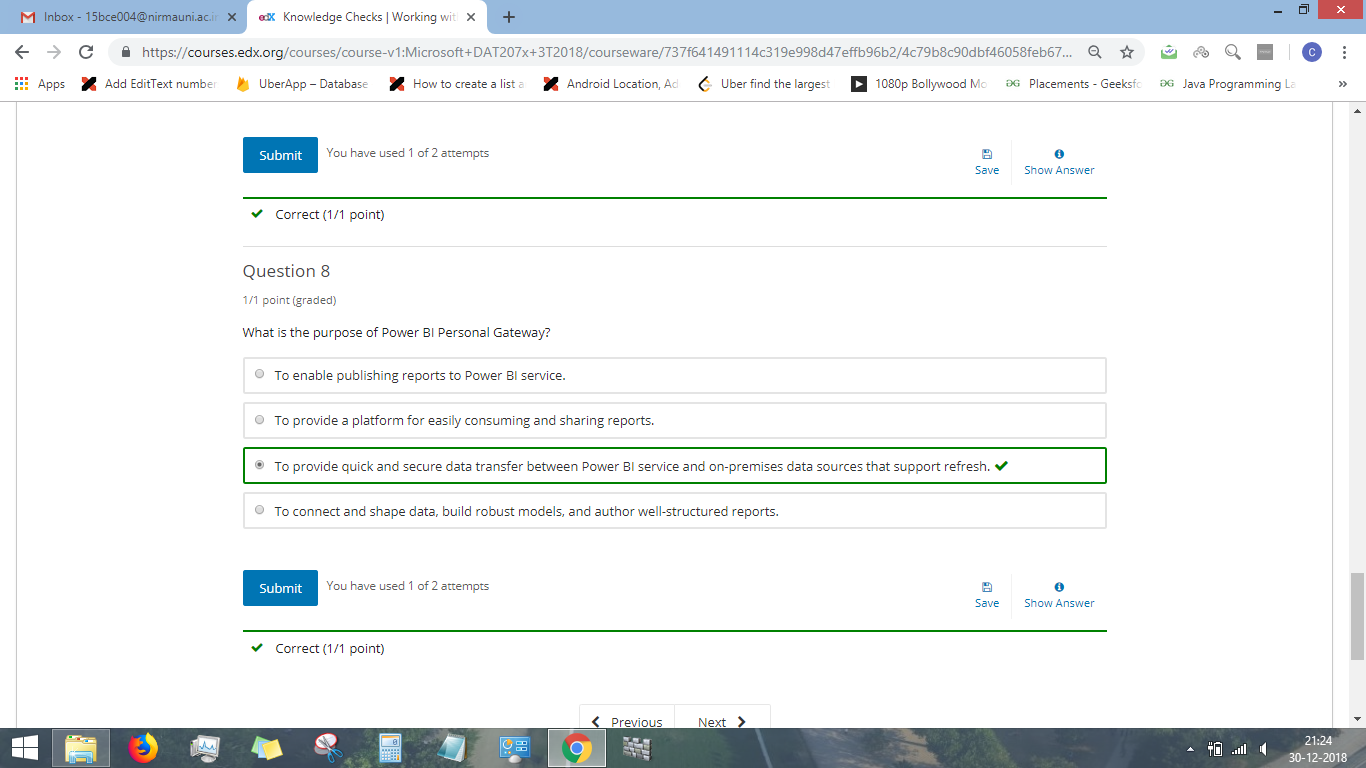 Inbox - 15bce004@nirmauni.ac.i
Knowledge Checks | Working wit
https://courses.edx.org/courses/course-v1:Microsoft+DAT207x+3T2018/courseware/737f641491114c319e998d47effb96b2/4c79b8c90dbf46058feb67...
C
Apps
Add EditText number
UberApp – Database
How to create a list a
Android Location, Ad
Uber find the largest
1080p Bollywood Mo
Placements - Geeksfo
Java Programming La
»
Submit
You have used 1 of 2 attempts
Save
Show Answer
Correct (1/1 point)
Question 8
1/1 point (graded)
What is the purpose of Power BI Personal Gateway?
To enable publishing reports to Power BI service.
To provide a platform for easily consuming and sharing reports.
To provide quick and secure data transfer between Power BI service and on-premises data sources that support refresh.
To connect and shape data, build robust models, and author well-structured reports.
Submit
You have used 1 of 2 attempts
Save
Show Answer
Correct (1/1 point)
Previous
Next
21:24
30-12-2018